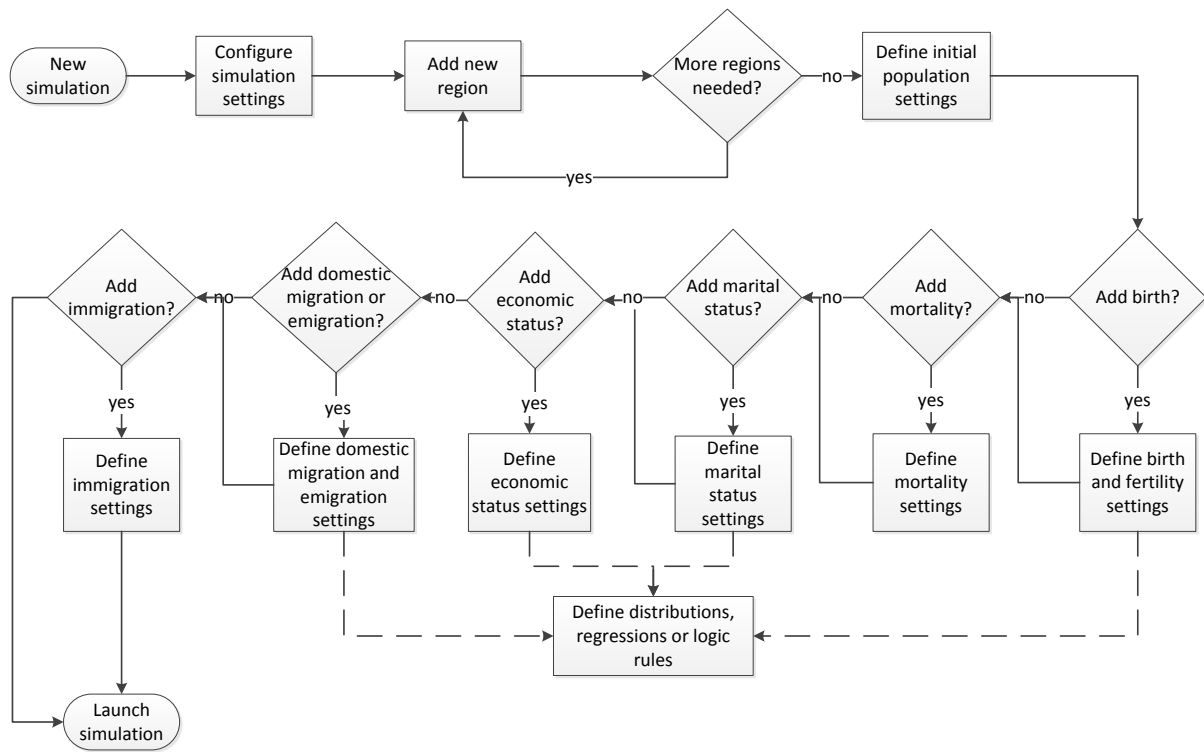 New
simulation
Configure
simulation
settings
Add new
region
More regions
needed?
no
Define initial
population
settings
yes
Add
immigration?
no
Add domestic
migration or
emigration?
no
Add
economic
status?
no
Add marital
status?
no
Add
mortality?
no
Add birth?
yes
yes
yes
yes
yes
yes
Define
immigration
settings
Define domestic
migration and
emigration
settings
Define
economic
status settings
Define
marital
status
settings
Define
mortality
settings
Define birth
and fertility
settings
Define distributions,
regressions or logic
rules
Launch
simulation